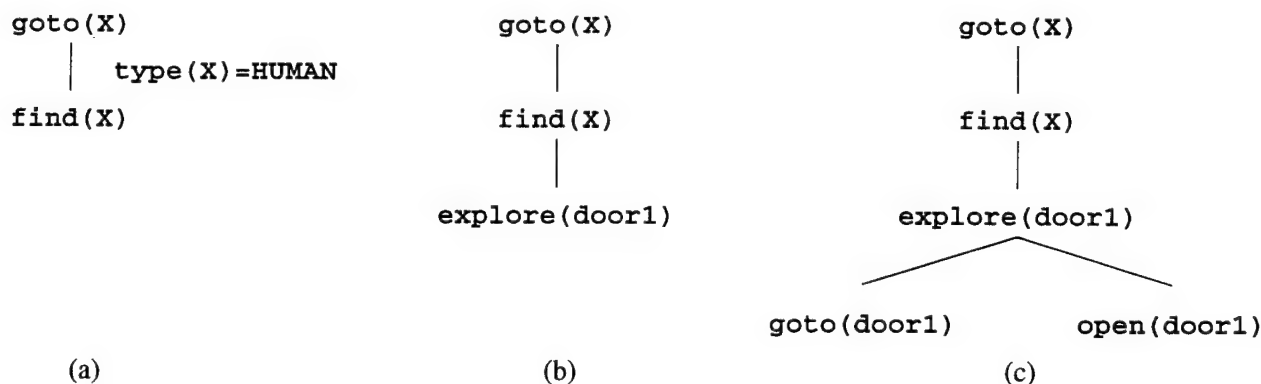 goto(X)
type(X)=HUMAN
find(X)
(a)
goto(X)
find(X)
explore(door1)
(b)
goto(X)
find(X)
explore(door1)
goto(door1) open(door1)
(c)